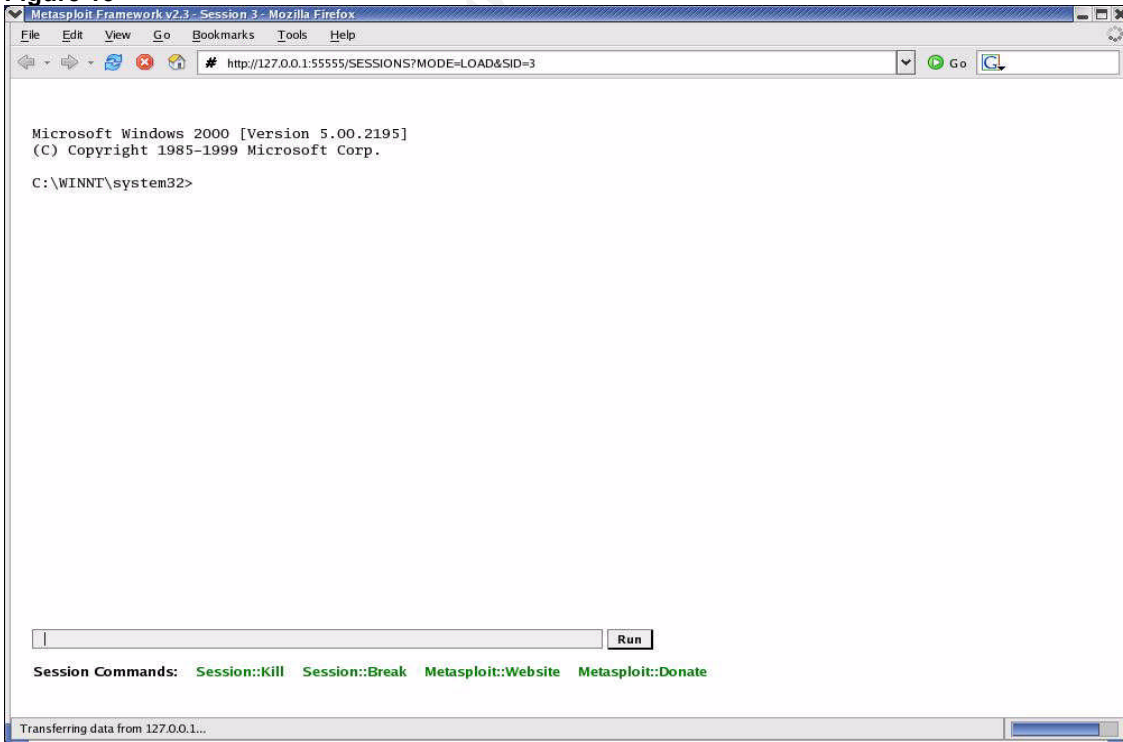 Metasploit Framework v2.3 - Session 3 - Mozilla Firefox
File Edit View Go Bookmarks Tools Help
# http://127.0.0.1:55555/SESSIONS?MODE=LOAD&SID=3 Go G
Microsoft Windows 2000 [Version 5.00.2195]
(C) Copyright 1985-1999 Microsoft Corp.
C:\WINNT\system32>
Run
Session Commands: Session::Kill Session::Break Metasploit::Website Metasploit::Donate
Transferring data from 127.0.0.1...